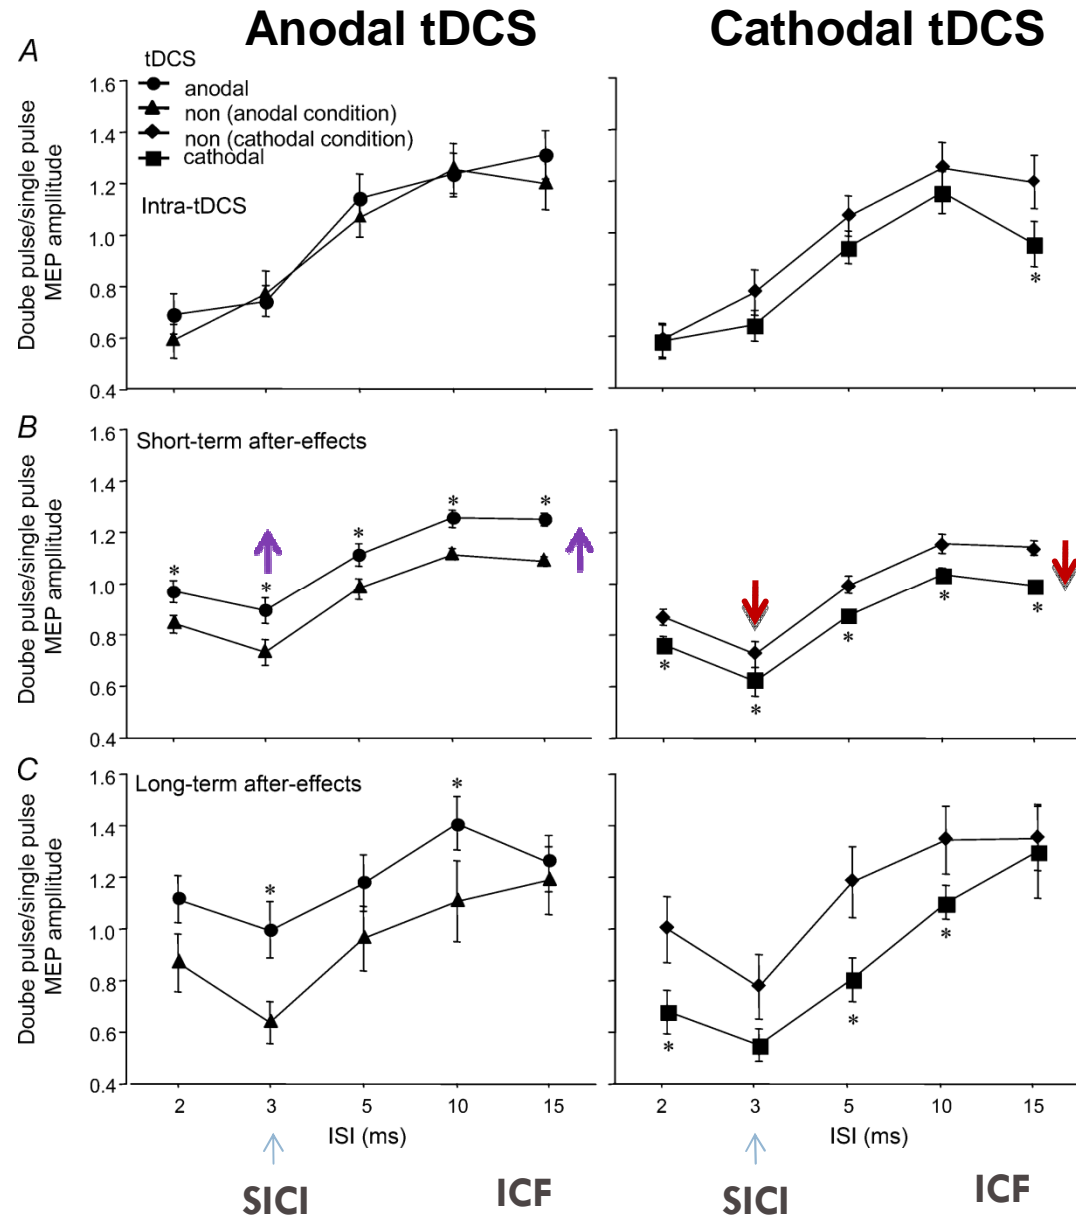 Anodal tDCS
Cathodal tDCS
A
tDCS
anodal
non (anodal condition)
non (cathodal condition)
cathodal
Intra-tDCS
Doube pulse/single pulse
MEP ampllitude
1.6
1.4
1.2
1.0
0.8
0.6
0.4
*
B
Short-term after-effects
Doube pulse/single pulse
MEP ampllitude
1.6
1.4
1.2
1.0
0.8
0.6
0.4
* * * * *
* * * * *
C
Long-term after-effects
Doube pulse/single pulse
MEP ampllitude
1.6
1.4
1.2
1.0
0.8
0.6
0.4
* *
* * *
2 3 5 10 15
2 3 5 10 15
ISI (ms)
ISI (ms)
SICI
ICF
SICI
ICF